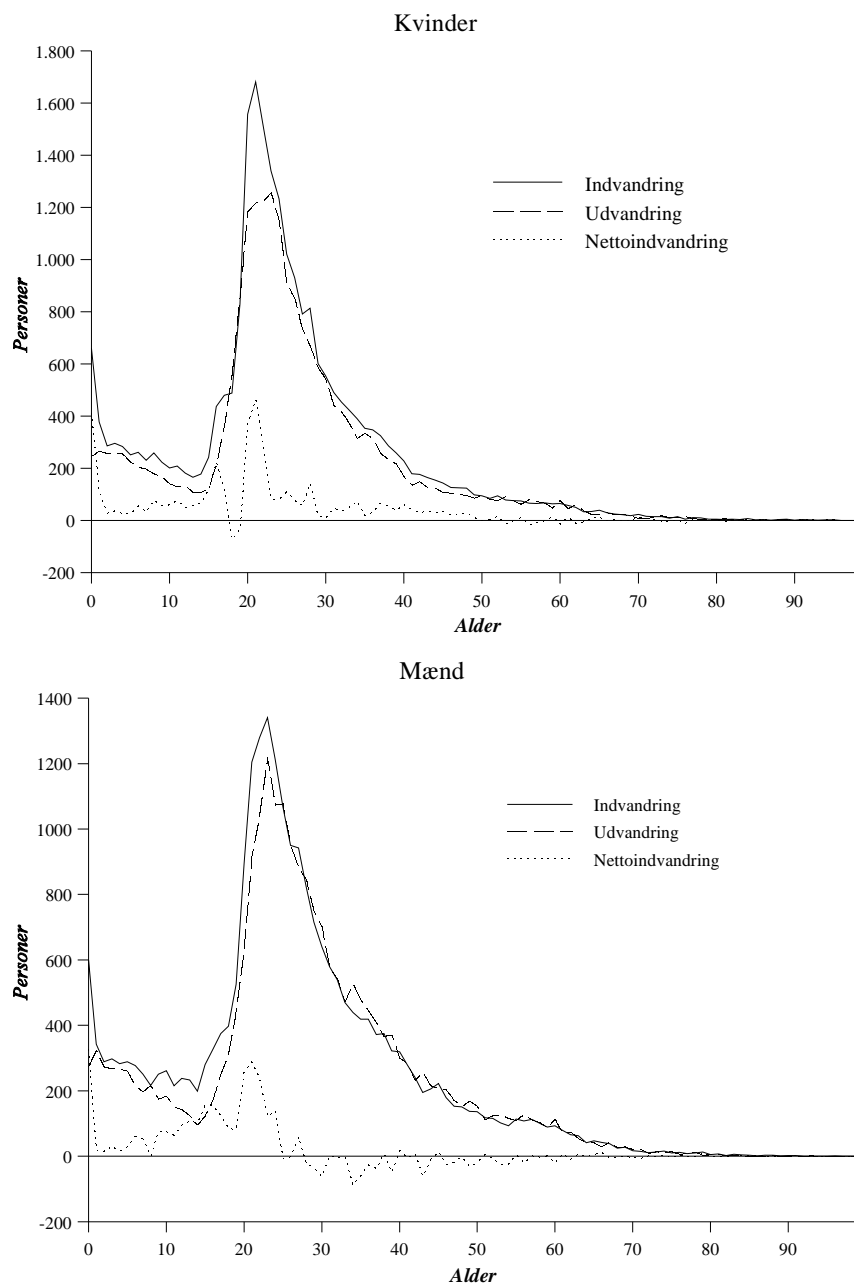 Kvinder
1.800
1.600
1.400
1.200
1.000
800
600
400
200
0
-200
Personer
Indvandring
Udvandring
Nettoindvandring
0 10 20 30 40 50 60 70 80 90
Alder
Mænd
1400
1200
1000
800
600
400
200
0
-200
Personer
Indvandring
Udvandring
Nettoindvandring
0 10 20 30 40 50 60 70 80 90
Alder